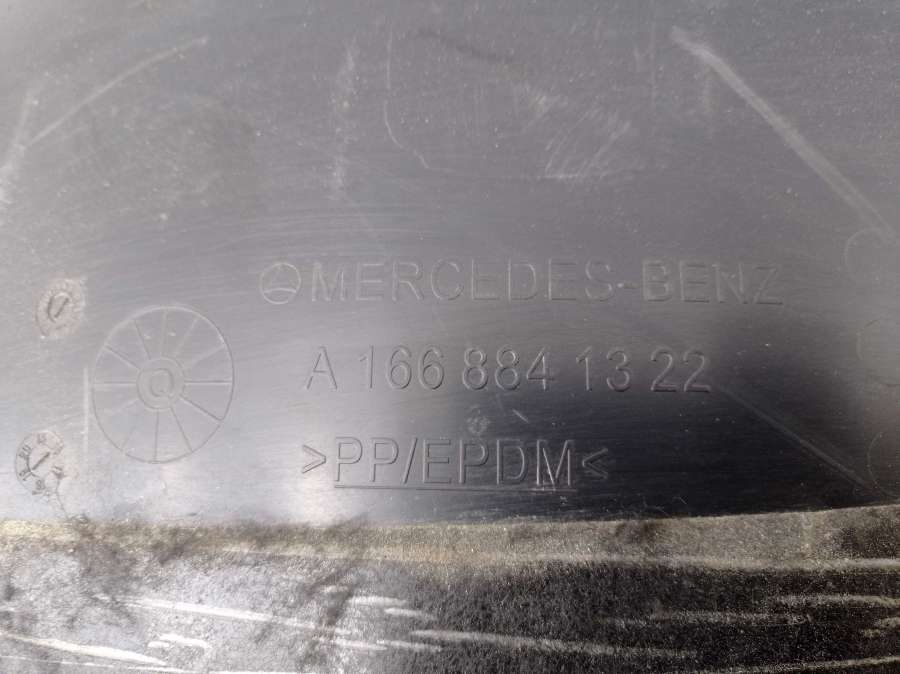 MERCEDES-BENZ
A 166 884 13 22
>PP/EPDM<